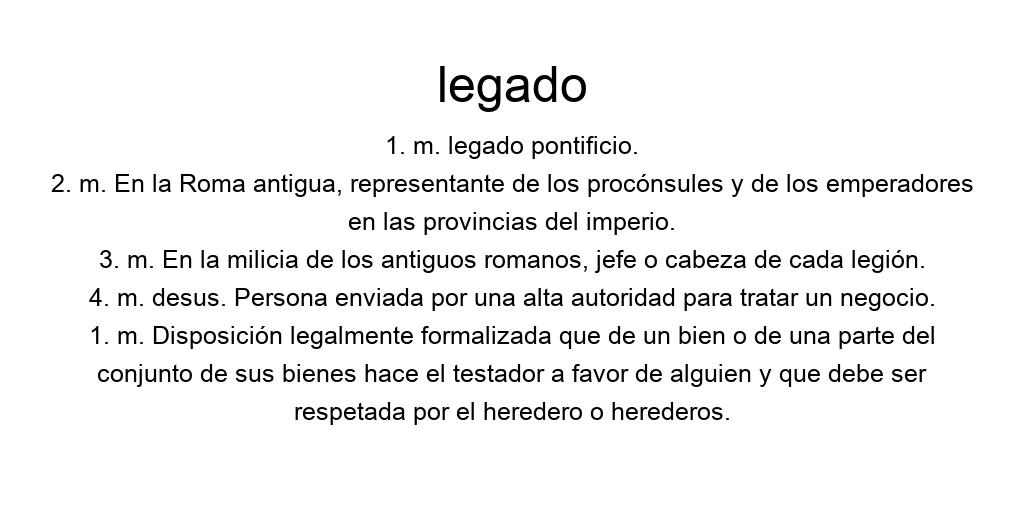 legado
1. m. legado pontificio.
2. m. En la Roma antigua, representante de los procónsules y de los emperadores
en las provincias del imperio.
3. m. En la milicia de los antiguos romanos, jefe o cabeza de cada legión.
4. m. desus. Persona enviada por una alta autoridad para tratar un negocio.
1. m. Disposición legalmente formalizada que de un bien o de una parte del
conjunto de sus bienes hace el testador a favor de alguien y que debe ser
respetada por el heredero o herederos.